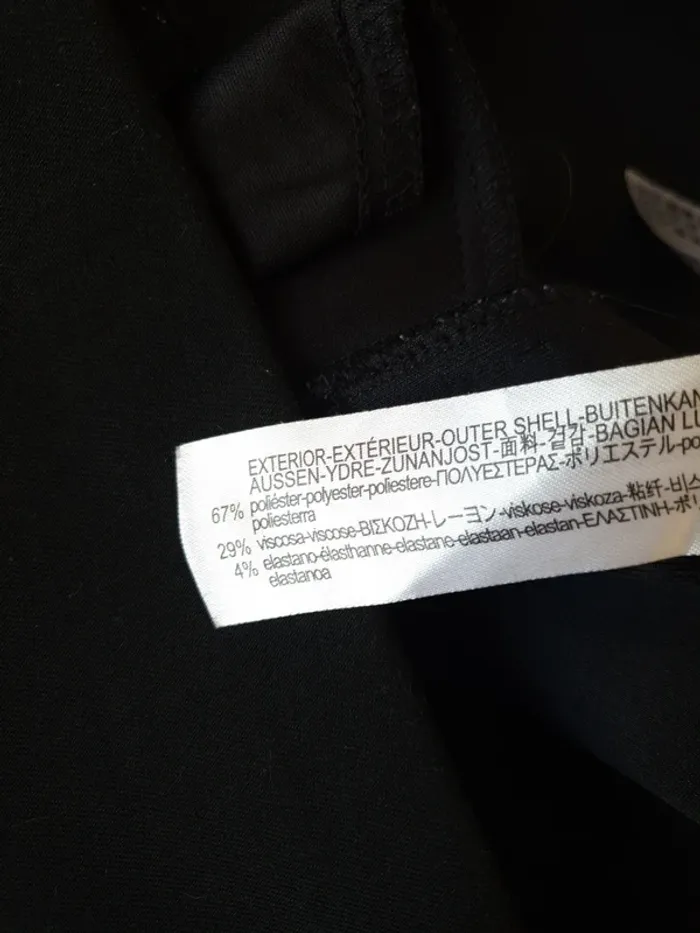 EXTERIOR-EXTÉRIEUR-OUTER SHELL-BUITENKAN
AUSSEN-YDRE-ZUNANJOST-面料-겉감-BAGIAN LU
67% poliéster-polyester-poliestere-ΠΟΛΥΕΣΤΕΡΑΣ-ポリエステル-po
poliesterra
29% viscosa-viscose-ΒΙΣΚΟΖΗ-レーヨン-viskose-viskoza-粘纤-비스
4% elastano-élasthanne-elastane-elastaan-elastan-ΕΛΑΣΤΙΝΗ-ポリ
elastanoa